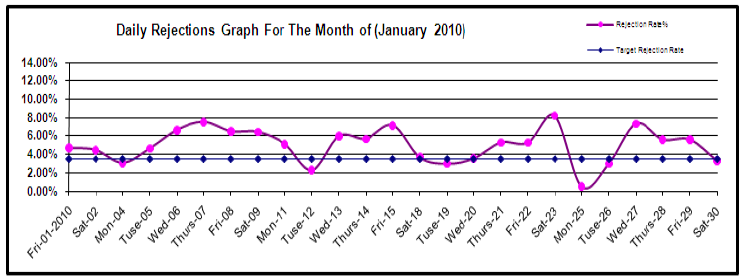 Daily Rejections Graph For The Month of (January 2010)
Rejection Rate%
Target Rejection Rate
14.00%
12.00%
10.00%
8.00%
6.00%
4.00%
2.00%
0.00%
Fri-01-2010
Sat-02
Mon-04
Tuse-05
Wed-06
Thurs-07
Fri-08
Sat-09
Mon-11
Tuse-12
Wed-13
Thurs-14
Fri-15
Sat-18
Tuse-19
Wed-20
Thurs-21
Fri-22
Sat-23
Mon-25
Tuse-26
Wed-27
Thurs-28
Fri-29
Sat-30